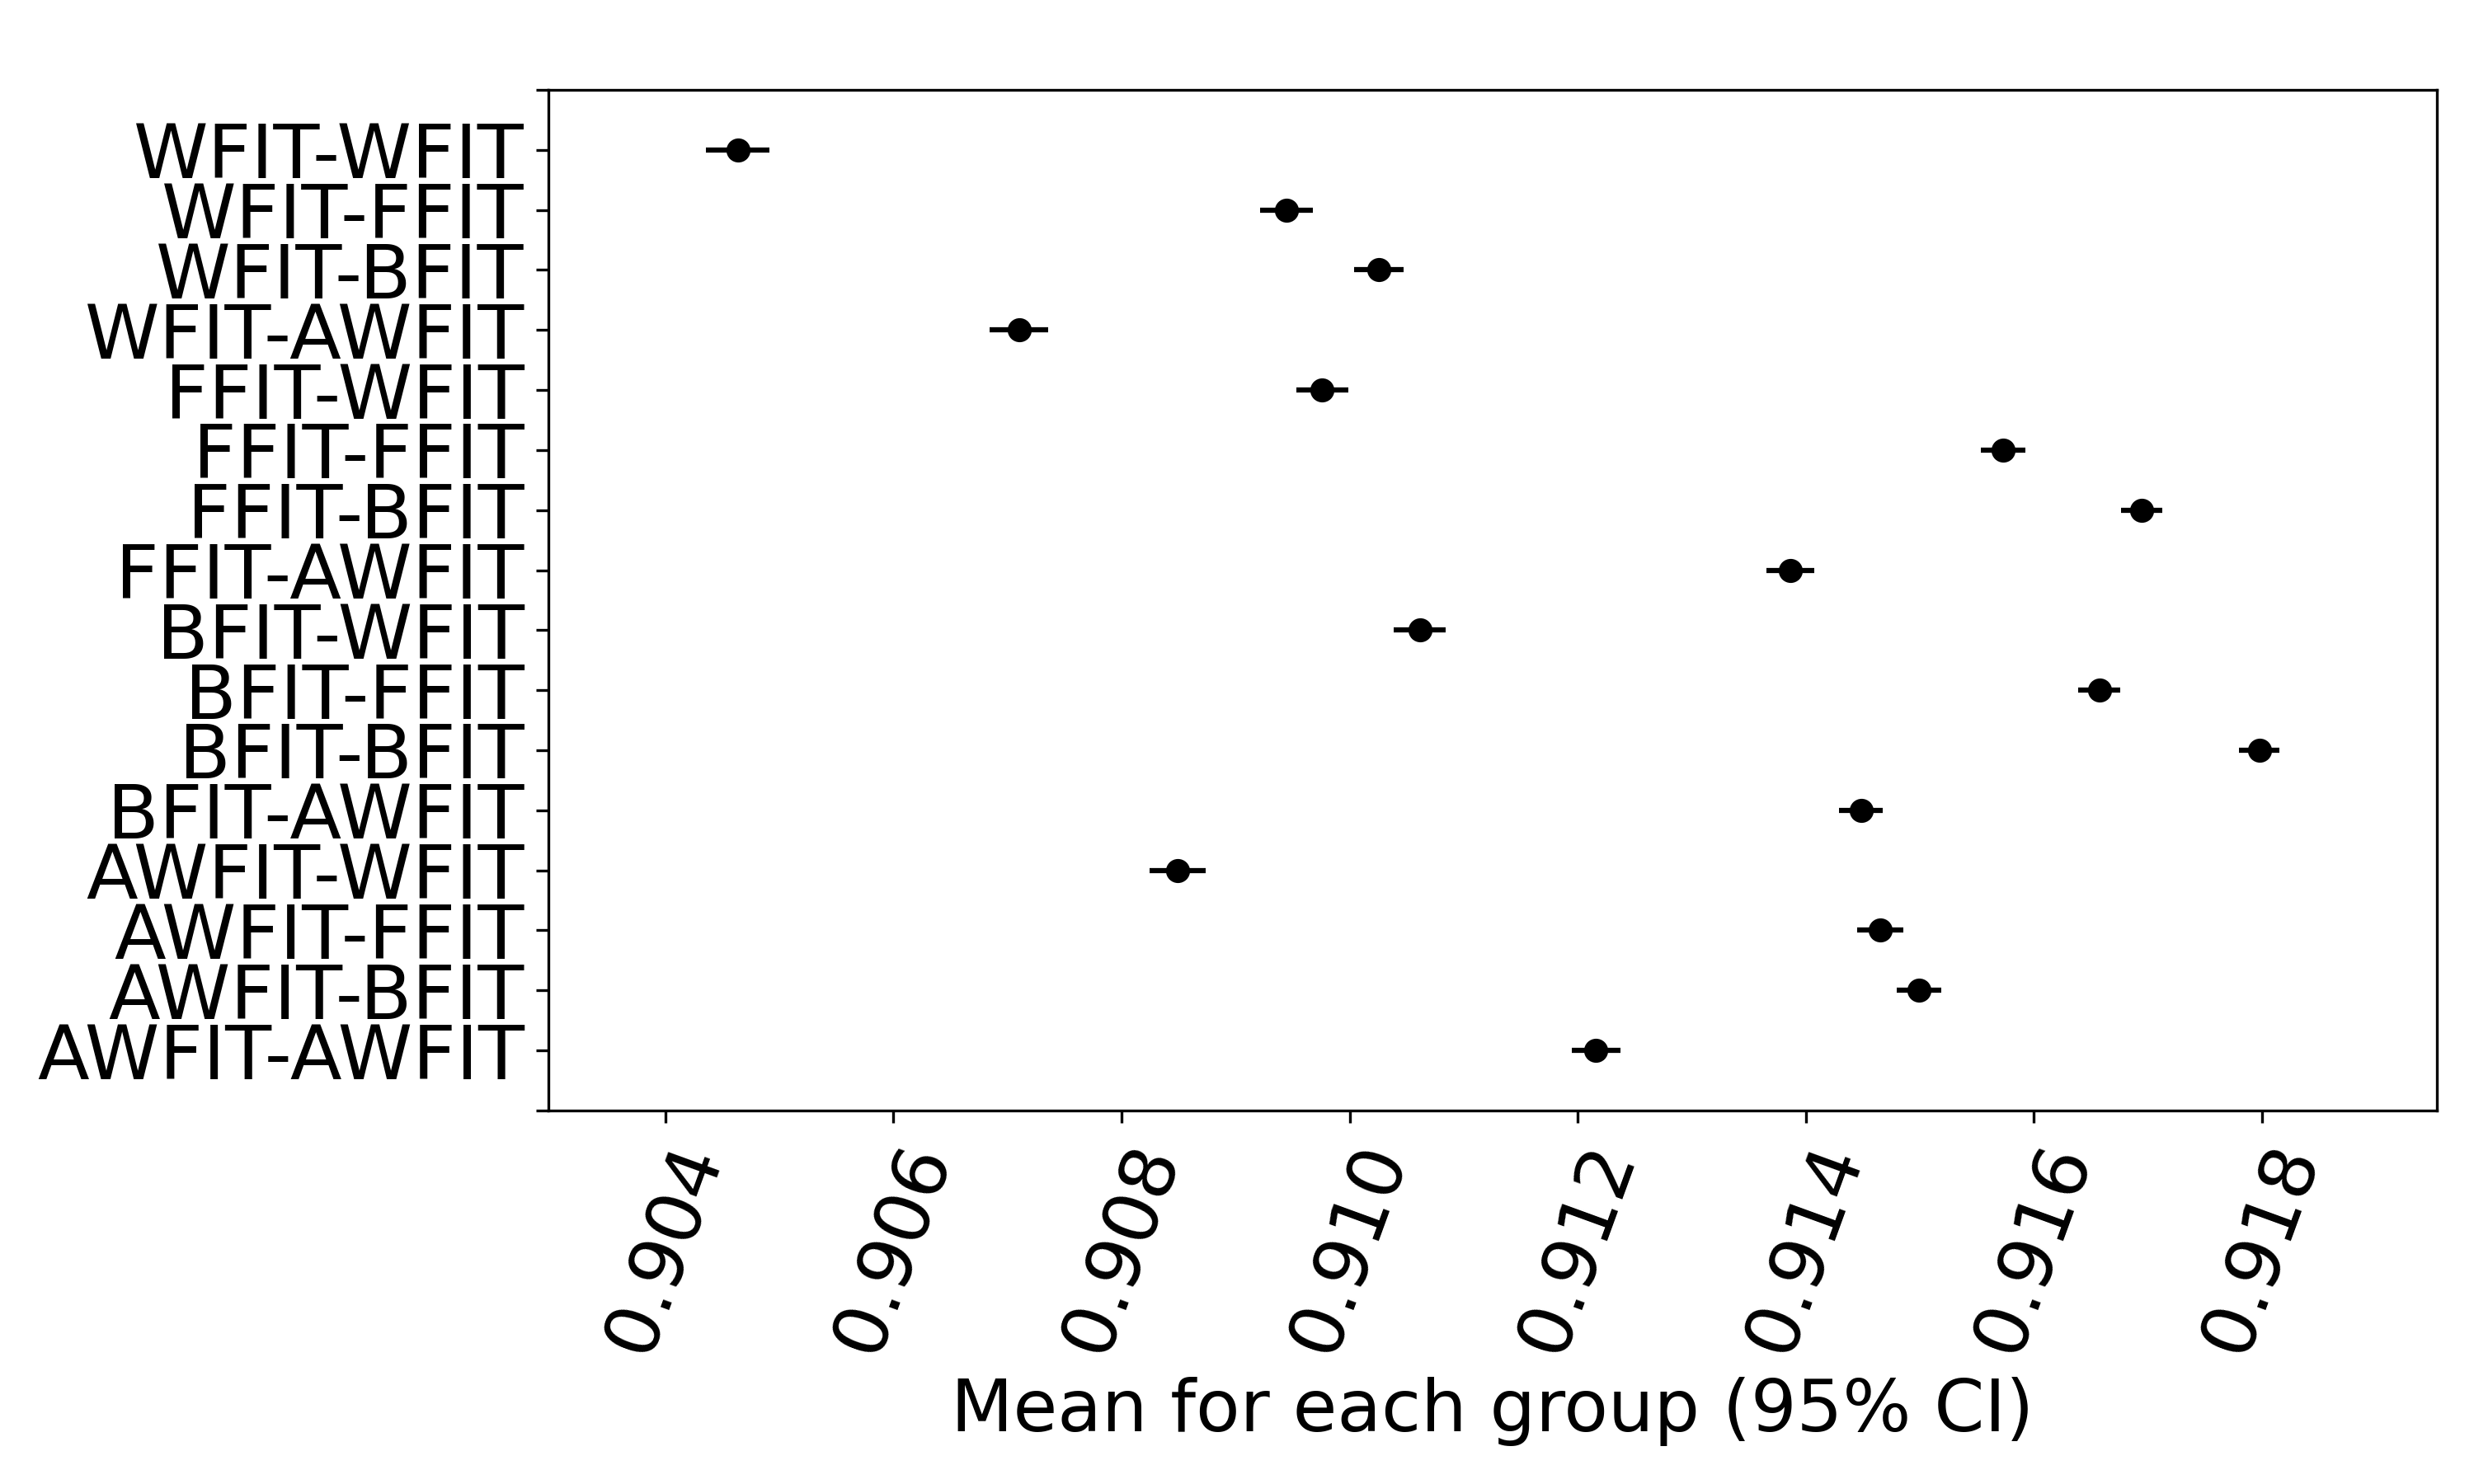 WFIT-WFIT
WFIT-FFIT
WFIT-BFIT
WFIT-AWFIT
FFIT-WFIT
FFIT-FFIT
FFIT-BFIT
FFIT-AWFIT
BFIT-WFIT
BFIT-FFIT
BFIT-BFIT
BFIT-AWFIT
AWFIT-WFIT
AWFIT-FFIT
AWFIT-BFIT
AWFIT-AWFIT
0.904
0.906
0.908
0.910
0.912
0.914
0.916
0.918
Mean for each group (95% CI)